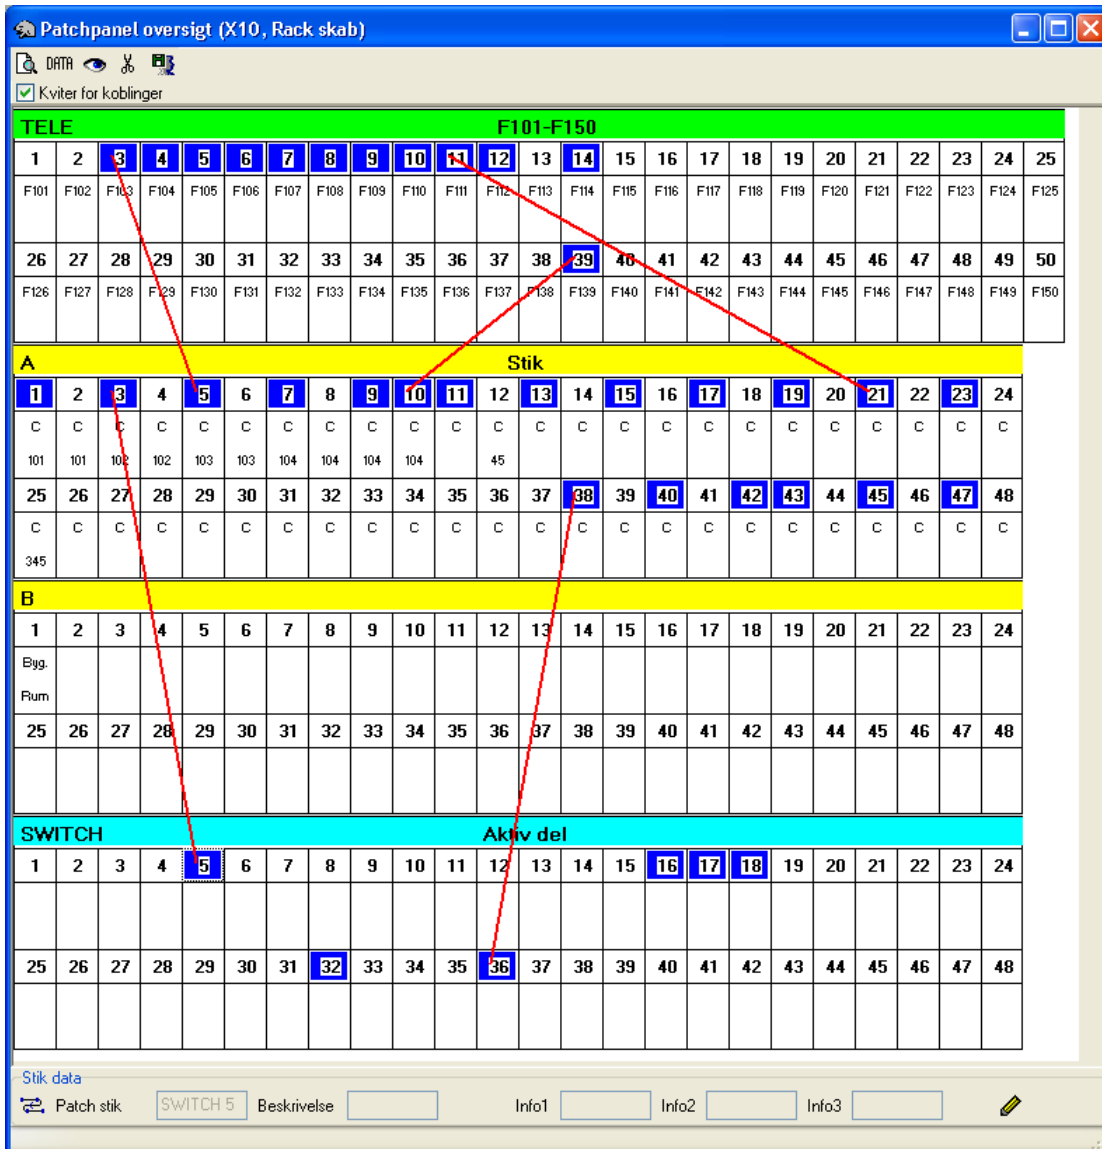 Patchpanel oversigt (X10, Rack skab)
DATA
Kviter for koblinger
TELE F101-F150
1 2 3 4 5 6 7 8 9 10 11 12 13 14 15 16 17 18 19 20 21 22 23 24 25
F101 F102 F103 F104 F105 F106 F107 F108 F109 F110 F111 F112 F113 F114 F115 F116 F117 F118 F119 F120 F121 F122 F123 F124 F125
26 27 28 29 30 31 32 33 34 35 36 37 38 39 40 41 42 43 44 45 46 47 48 49 50
F126 F127 F128 F129 F130 F131 F132 F133 F134 F135 F136 F137 F138 F139 F140 F141 F142 F143 F144 F145 F146 F147 F148 F149 F150
A Stik
1 2 3 4 5 6 7 8 9 10 11 12 13 14 15 16 17 18 19 20 21 22 23 24
C C C C C C C C C C C C C C C C C C C C C C C C
101 101 102 102 103 103 104 104 104 104 45
25 26 27 28 29 30 31 32 33 34 35 36 37 38 39 40 41 42 43 44 45 46 47 48
C C C C C C C C C C C C C C C C C C C C C C C C
345
B
1 2 3 4 5 6 7 8 9 10 11 12 13 14 15 16 17 18 19 20 21 22 23 24
Byg.
Rum
25 26 27 28 29 30 31 32 33 34 35 36 37 38 39 40 41 42 43 44 45 46 47 48
SWITCH Aktiv del
1 2 3 4 5 6 7 8 9 10 11 12 13 14 15 16 17 18 19 20 21 22 23 24
25 26 27 28 29 30 31 32 33 34 35 36 37 38 39 40 41 42 43 44 45 46 47 48
Stik data
Patch stik SWITCH 5 Beskrivelse Info1 Info2 Info3